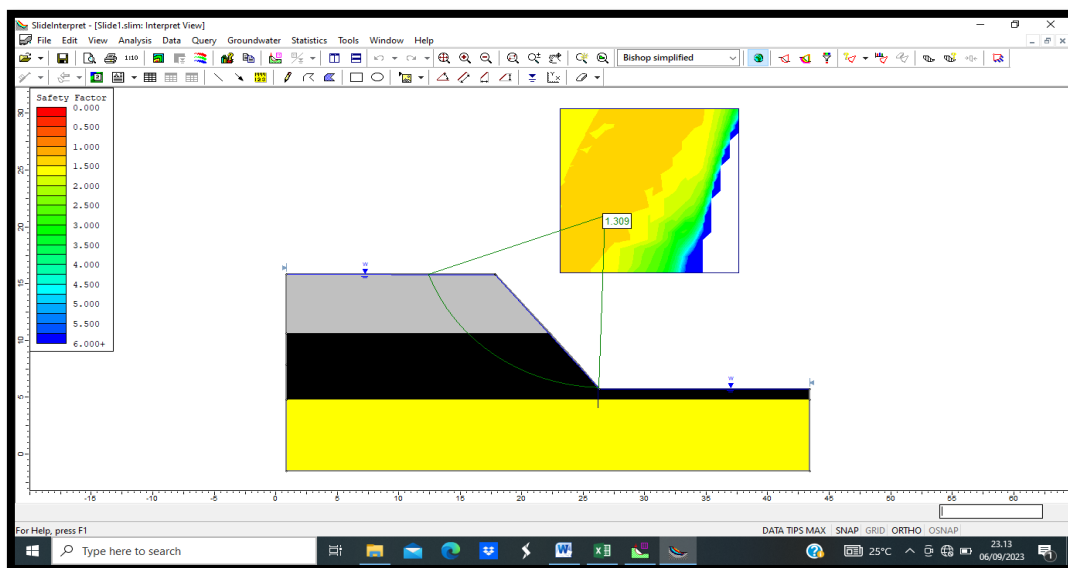 SlideInterpret - [Slide1.slim: Interpret View]
File Edit View Analysis Data Query Groundwater Statistics Tools Window Help
1:10
Bishop simplified
Safety Factor
0.000
0.500
1.000
1.500
2.000
2.500
3.000
3.500
4.000
4.500
5.000
5.500
6.000+
30
25
20
15
10
5
0
1.309
W
W
-15 -10 -5 0 5 10 15 20 25 30 35 40 45 50 55 60
For Help, press F1
DATA TIPS MAX SNAP GRID ORTHO OSNAP
Type here to search
25°C
23.13
06/09/2023